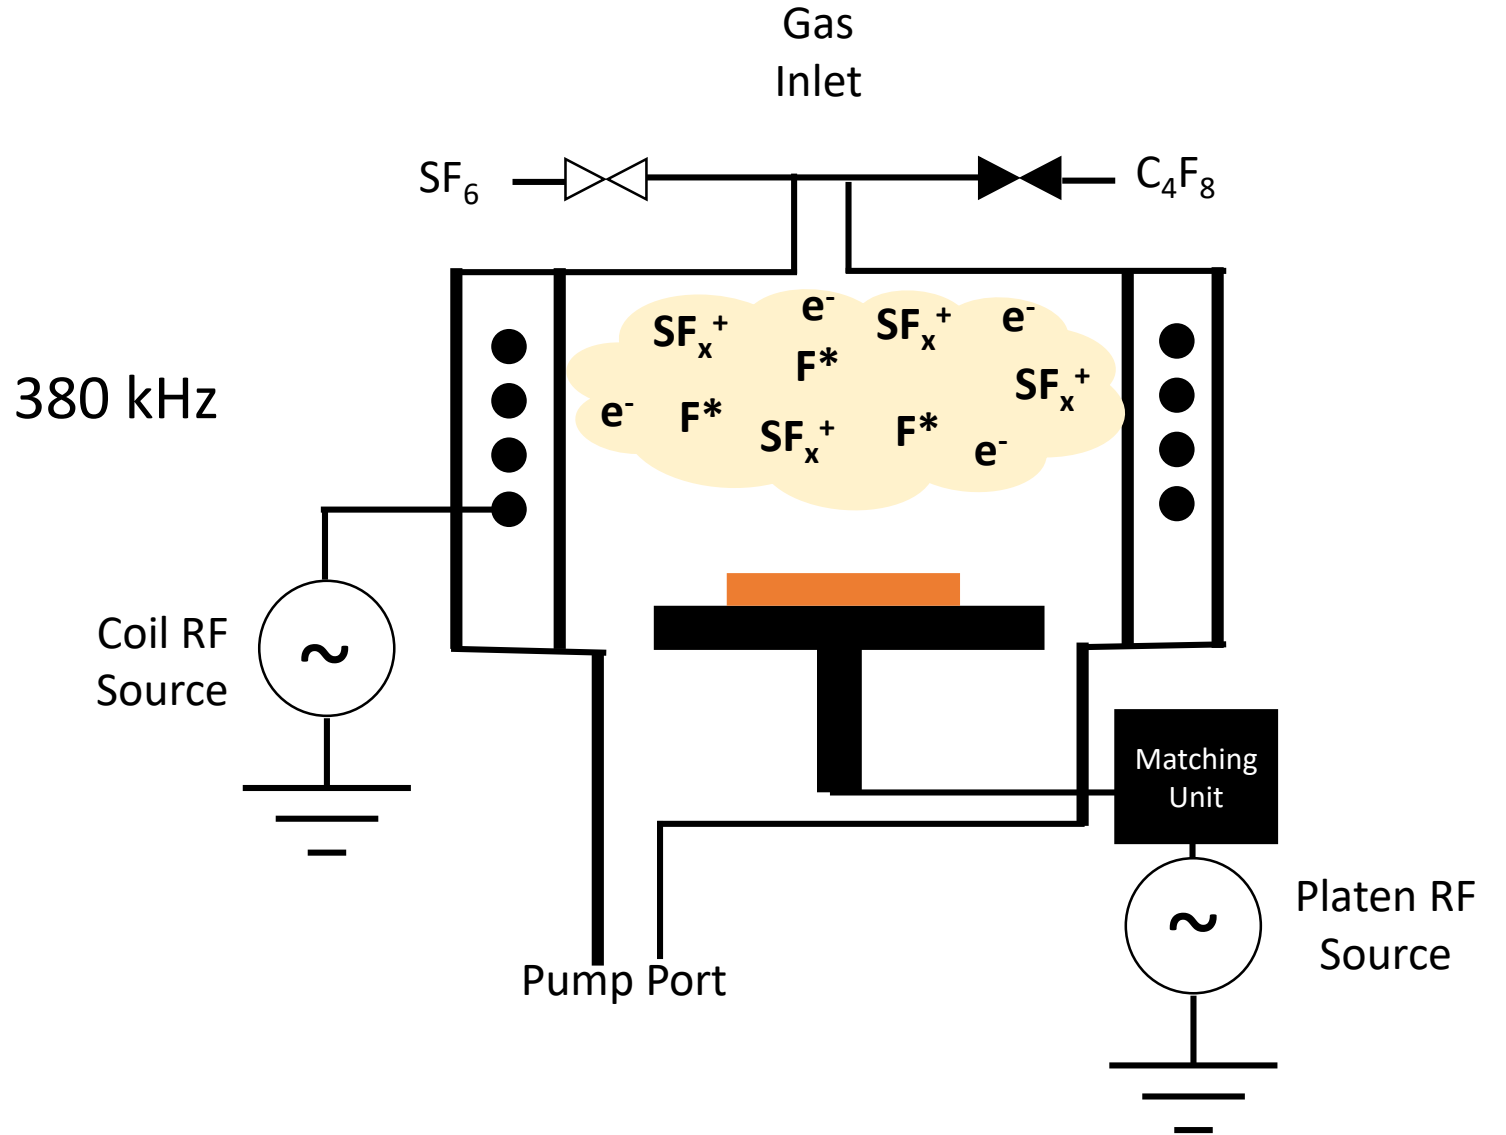 Gas
Inlet
SF₆
C₄F₈
e⁻
SFₓ⁺
SFₓ⁺
e⁻
F*
SFₓ⁺
380 kHz
e⁻
F*
SFₓ⁺
F*
e⁻
Coil RF
Source
~
Matching
Unit
Platen RF
Source
~
Pump Port